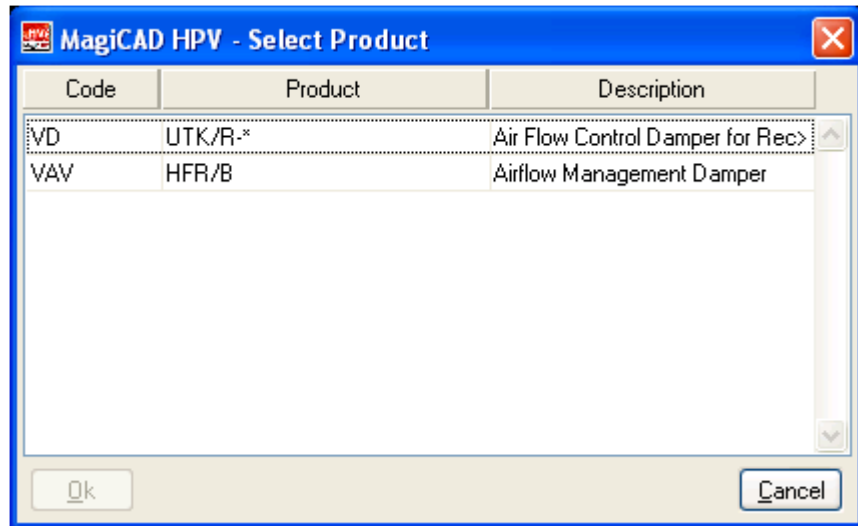 MagiCAD HPV - Select Product
Code Product Description
VD UTK/R-* Air Flow Control Damper for Rec>
VAV HFR/B Airflow Management Damper
Ok Cancel